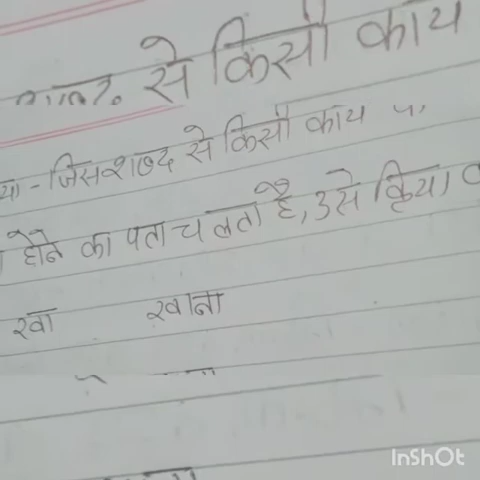 से किसी काय
या - जिस शब्द से किसी काय
होने का पता चलता है, उसे क्रिया
खा खाना
InShOt